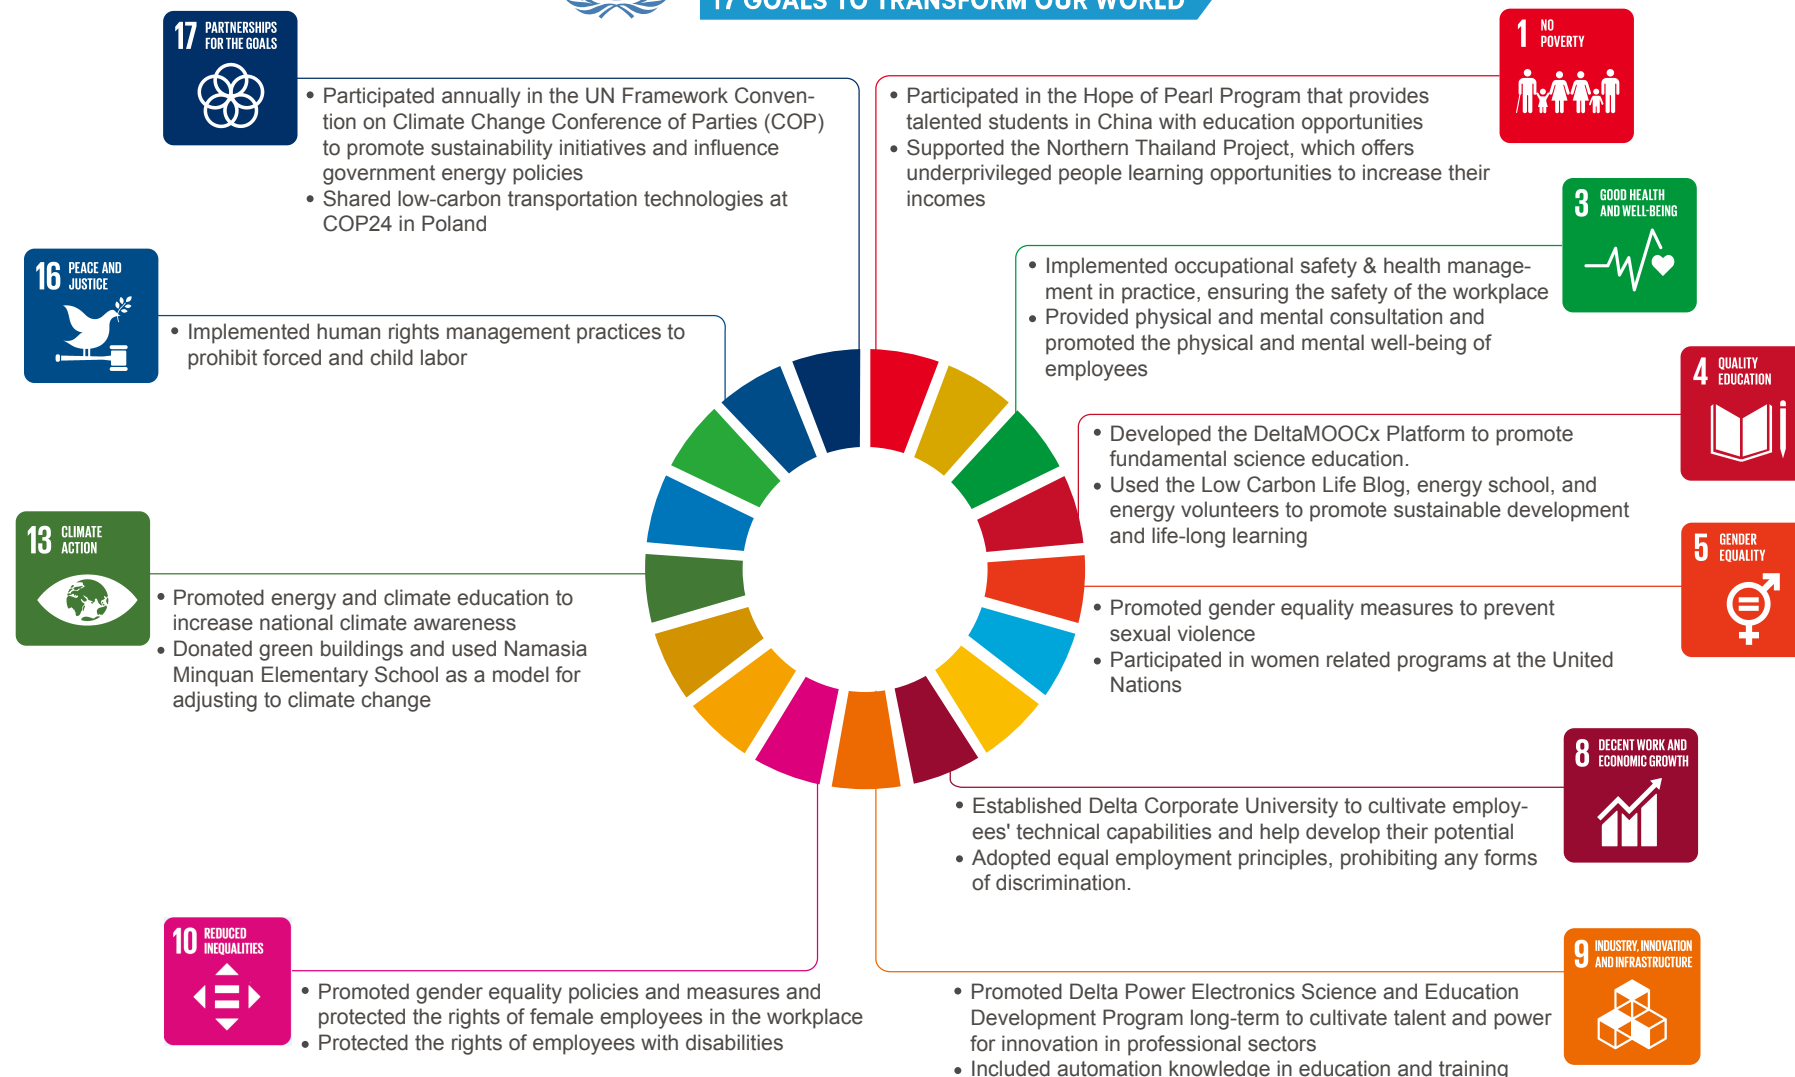 17 GOALS TO TRANSFORM OUR WORLD
17 PARTNERSHIPS
FOR THE GOALS
• Participated annually in the UN Framework Conven-
tion on Climate Change Conference of Parties (COP)
to promote sustainability initiatives and influence
government energy policies
• Shared low-carbon transportation technologies at
COP24 in Poland
1 NO
POVERTY
• Participated in the Hope of Pearl Program that provides
talented students in China with education opportunities
• Supported the Northern Thailand Project, which offers
underprivileged people learning opportunities to increase their
incomes
3 GOOD HEALTH
AND WELL-BEING
• Implemented occupational safety & health manage-
ment in practice, ensuring the safety of the workplace
• Provided physical and mental consultation and
promoted the physical and mental well-being of
employees
16 PEACE AND
JUSTICE
• Implemented human rights management practices to
prohibit forced and child labor
4 QUALITY
EDUCATION
• Developed the DeltaMOOCx Platform to promote
fundamental science education.
• Used the Low Carbon Life Blog, energy school, and
energy volunteers to promote sustainable development
and life-long learning
13 CLIMATE
ACTION
• Promoted energy and climate education to
increase national climate awareness
• Donated green buildings and used Namasia
Minquan Elementary School as a model for
adjusting to climate change
5 GENDER
EQUALITY
• Promoted gender equality measures to prevent
sexual violence
• Participated in women related programs at the United
Nations
8 DECENT WORK AND
ECONOMIC GROWTH
• Established Delta Corporate University to cultivate employ-
ees' technical capabilities and help develop their potential
• Adopted equal employment principles, prohibiting any forms
of discrimination.
10 REDUCED
INEQUALITIES
• Promoted gender equality policies and measures and
protected the rights of female employees in the workplace
• Protected the rights of employees with disabilities
9 INDUSTRY, INNOVATION
AND INFRASTRUCTURE
• Promoted Delta Power Electronics Science and Education
Development Program long-term to cultivate talent and power
for innovation in professional sectors
• Included automation knowledge in education and training